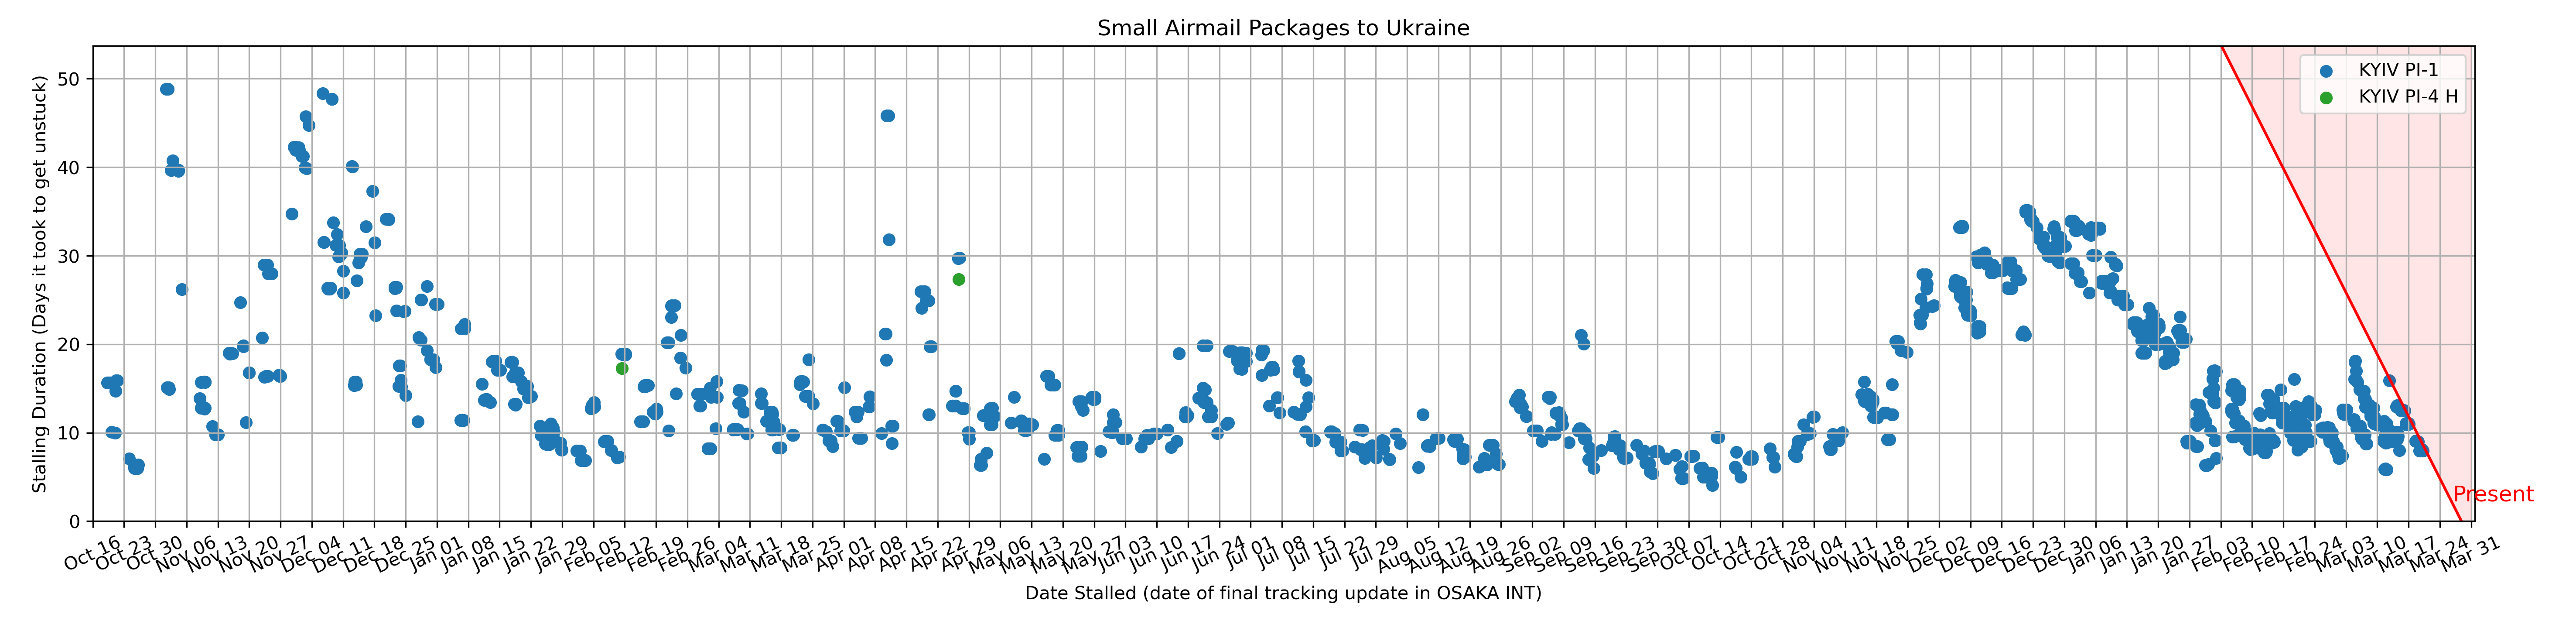 Small Airmail Packages to Ukraine
KYIV PI-1
KYIV PI-4 H
Stalling Duration (Days it took to get unstuck)
50
40
30
20
10
0
Present
Oct 16
Oct 23
Oct 30
Nov 06
Nov 13
Nov 20
Nov 27
Dec 04
Dec 11
Dec 18
Dec 25
Jan 01
Jan 08
Jan 15
Jan 22
Jan 29
Feb 05
Feb 12
Feb 19
Feb 26
Mar 04
Mar 11
Mar 18
Mar 25
Apr 01
Apr 08
Apr 15
Apr 22
Apr 29
May 06
May 13
May 20
May 27
Jun 03
Jun 10
Jun 17
Jun 24
Jul 01
Jul 08
Jul 15
Jul 22
Jul 29
Aug 05
Aug 12
Aug 19
Aug 26
Sep 02
Sep 09
Sep 16
Sep 23
Sep 30
Oct 07
Oct 14
Oct 21
Oct 28
Nov 04
Nov 11
Nov 18
Nov 25
Dec 02
Dec 09
Dec 16
Dec 23
Dec 30
Jan 06
Jan 13
Jan 20
Jan 27
Feb 03
Feb 10
Feb 17
Feb 24
Mar 03
Mar 10
Mar 17
Mar 24
Mar 31
Date Stalled (date of final tracking update in OSAKA INT)